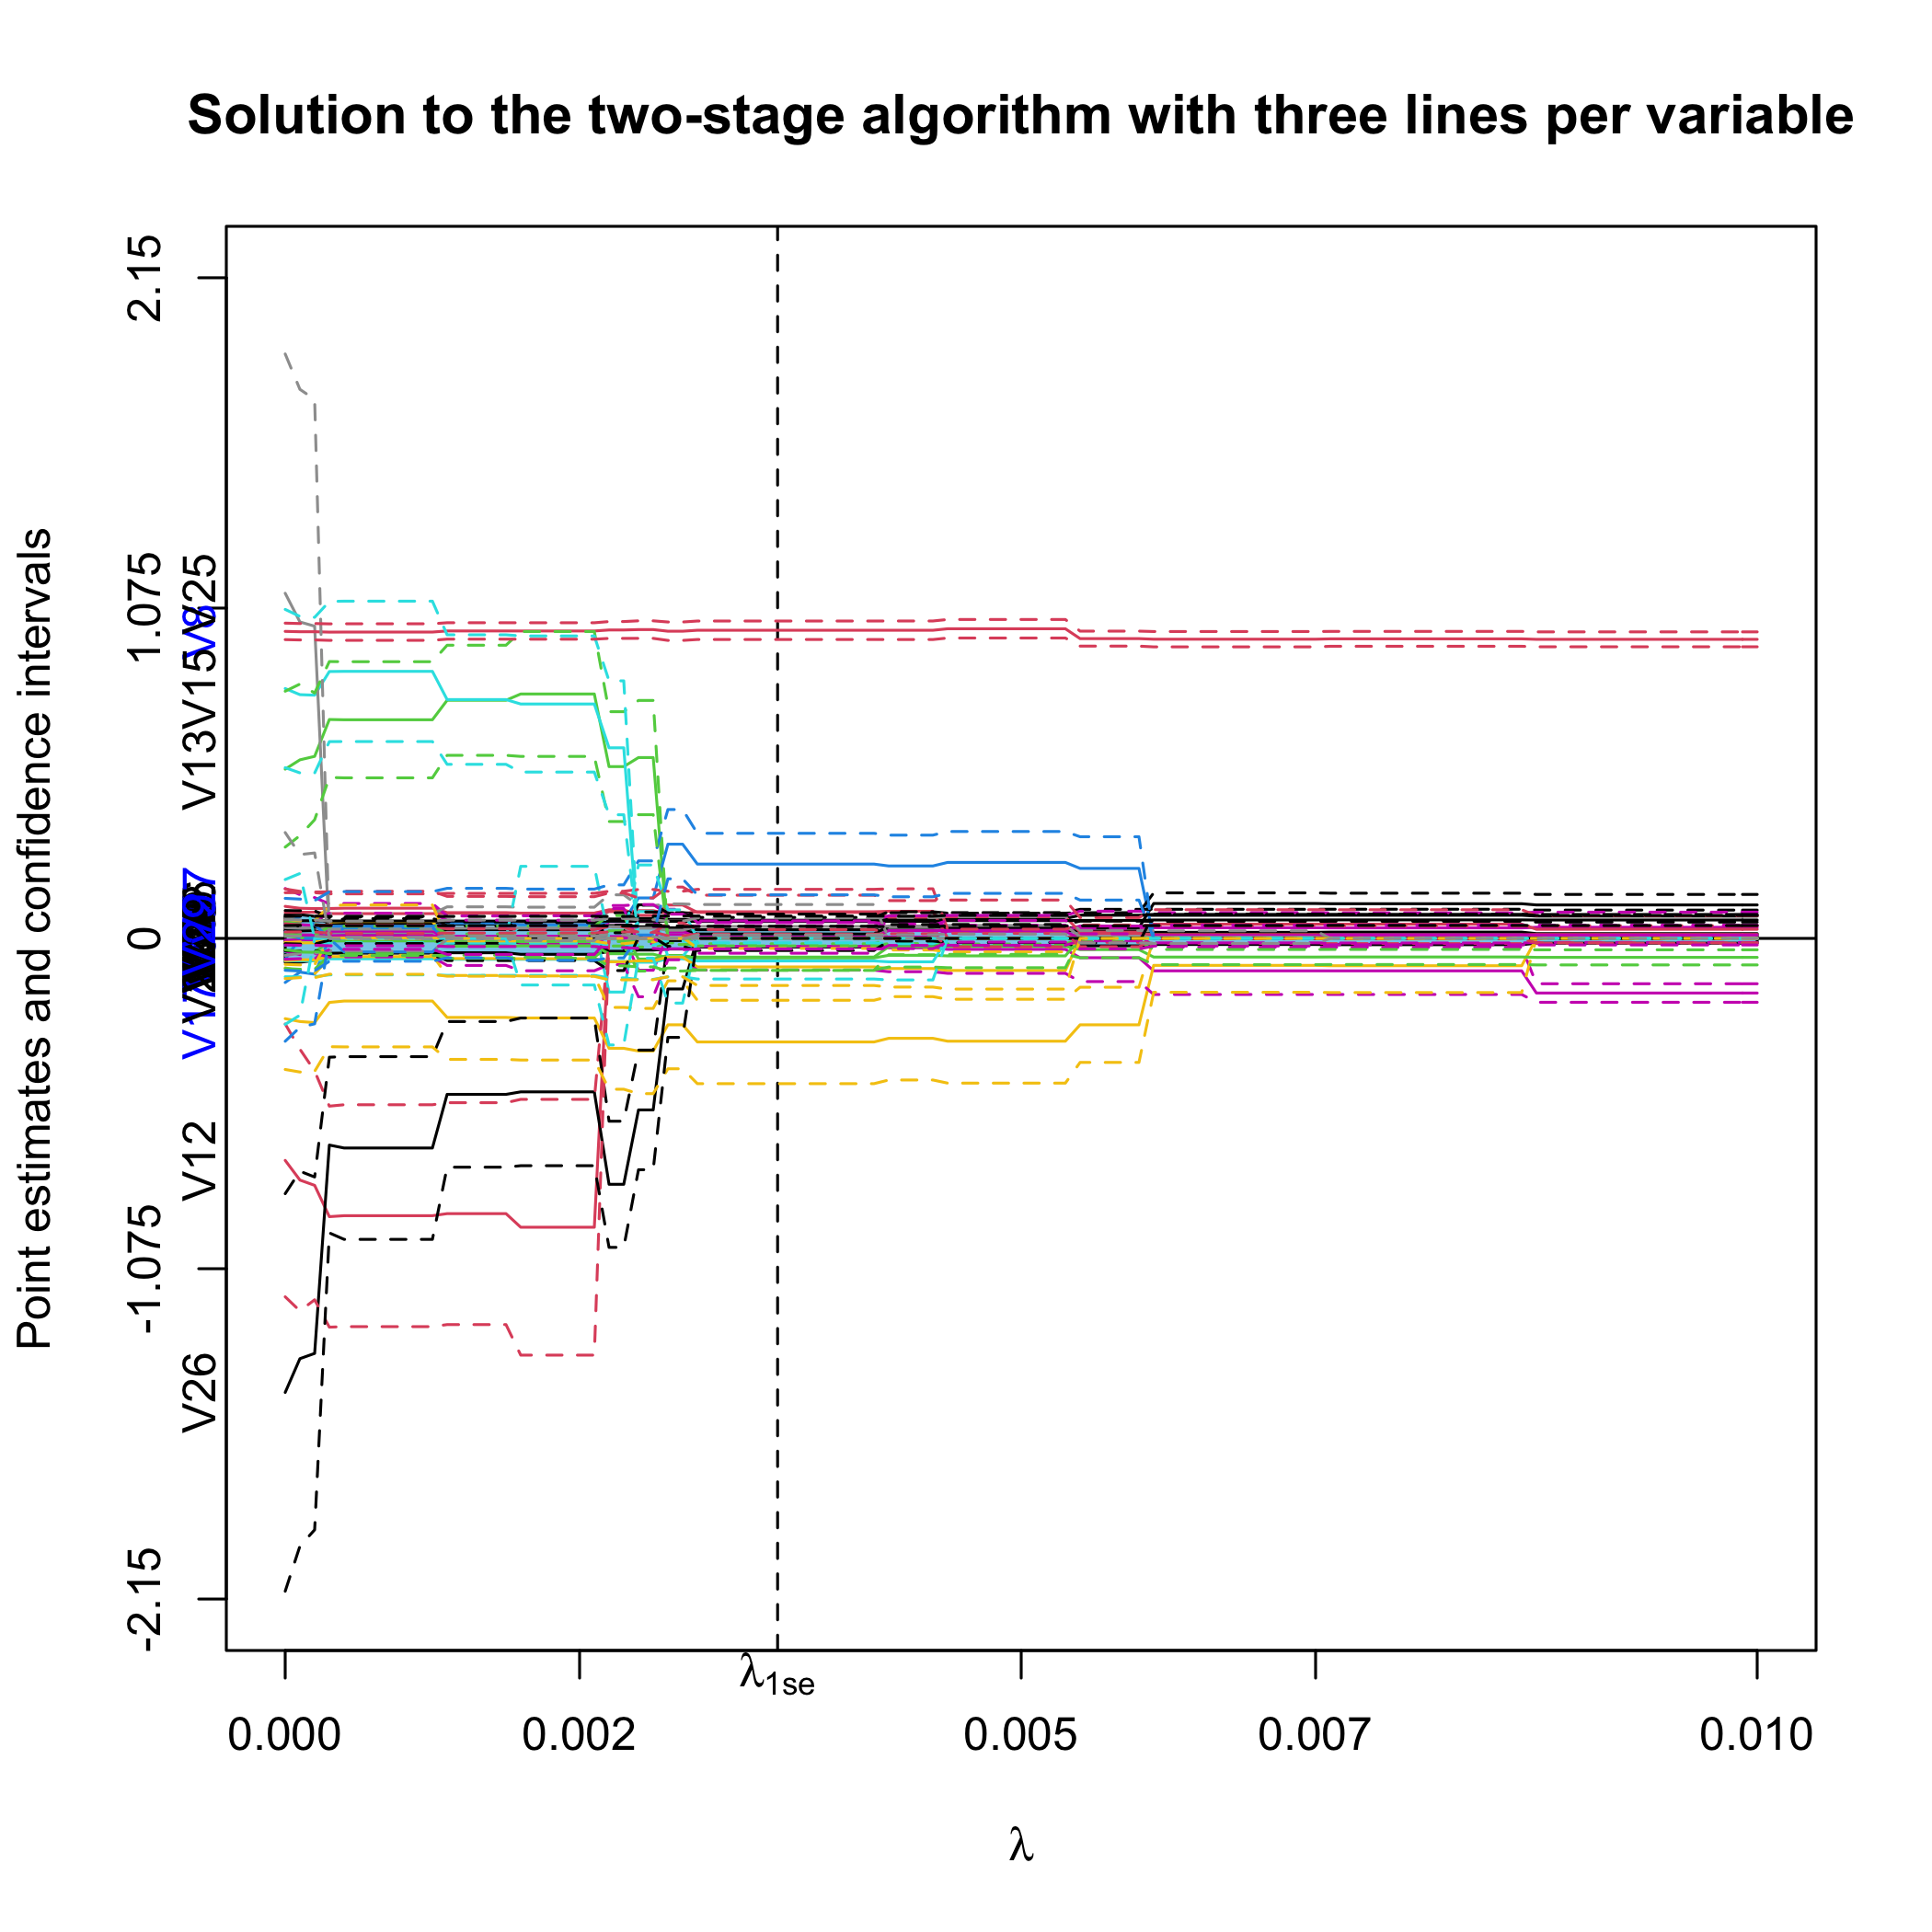 Solution to the two-stage algorithm with three lines per variable
Point estimates and confidence intervals
2.15
1.075
0
-1.075
-2.15
V25
V8
V15
V13
V12
V26
λ1se
0.000
0.002
0.005
0.007
0.010
λ